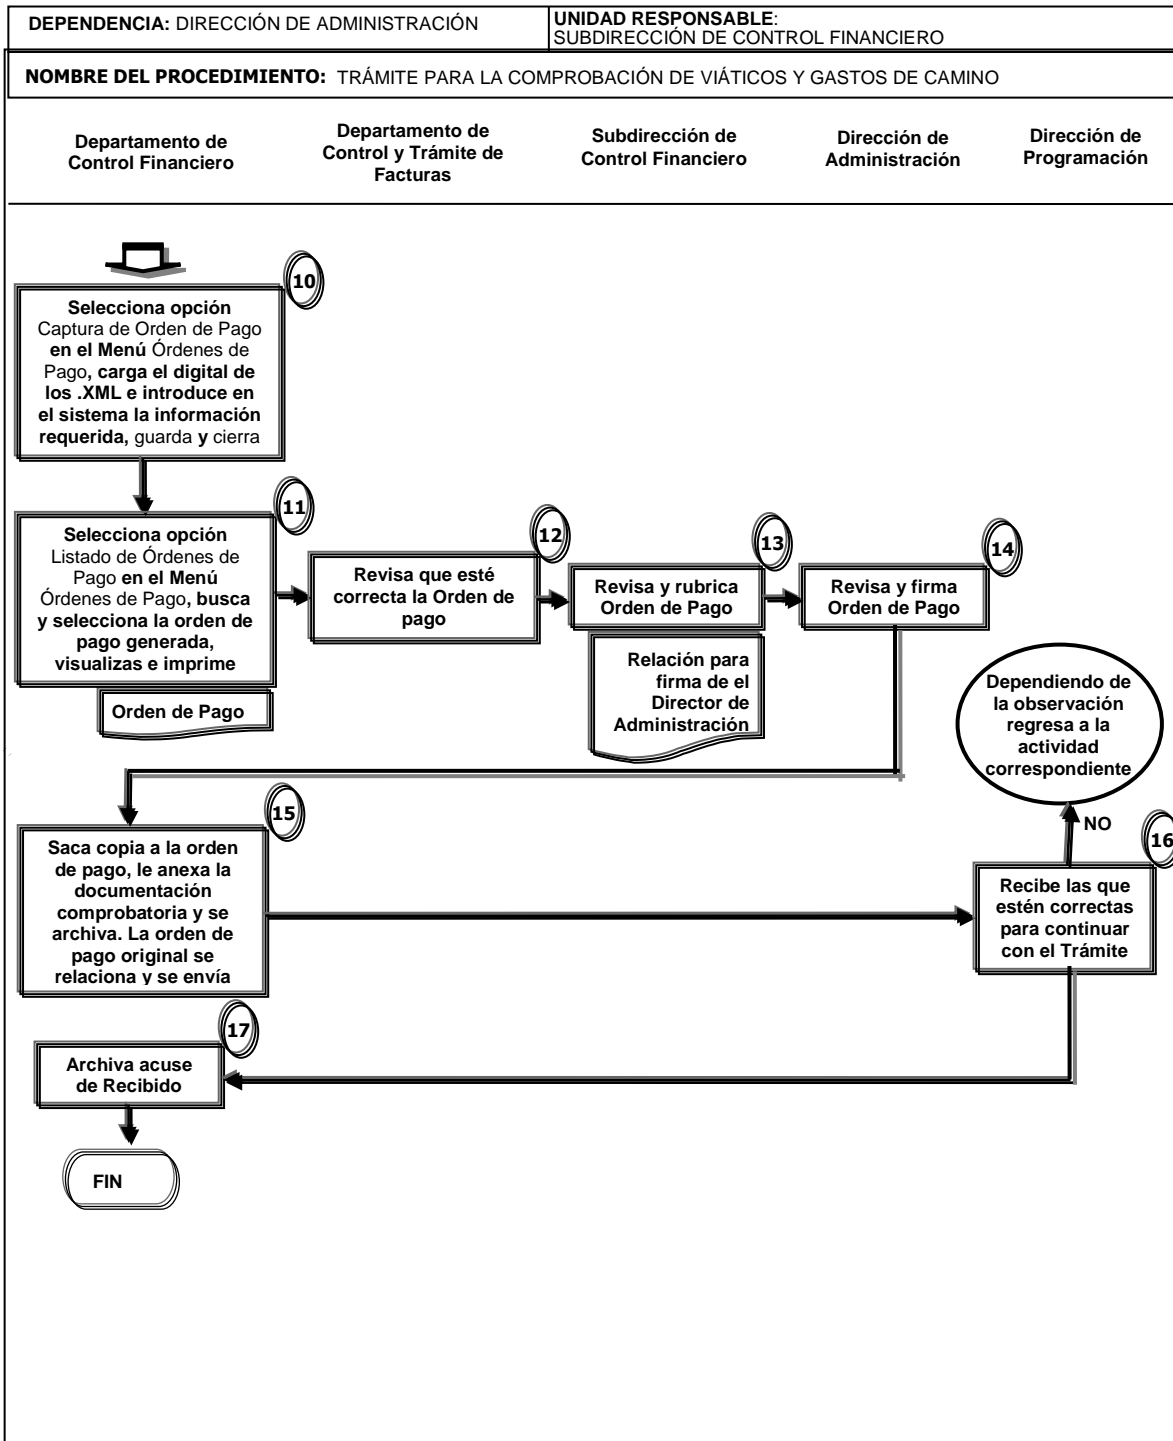 DEPENDENCIA: DIRECCIÓN DE ADMINISTRACIÓN
UNIDAD RESPONSABLE:
SUBDIRECCIÓN DE CONTROL FINANCIERO
NOMBRE DEL PROCEDIMIENTO: TRÁMITE PARA LA COMPROBACIÓN DE VIÁTICOS Y GASTOS DE CAMINO
Departamento de
Control Financiero
Departamento de
Control y Trámite de
Facturas
Subdirección de
Control Financiero
Dirección de
Administración
Dirección de
Programación
10
Selecciona opción
Captura de Orden de Pago
en el Menú Órdenes de
Pago, carga el digital de
los .XML e introduce en
el sistema la información
requerida, guarda y cierra
11
Selecciona opción
Listado de Órdenes de
Pago en el Menú
Órdenes de Pago, busca
y selecciona la orden de
pago generada,
visualizas e imprime
Orden de Pago
12
Revisa que esté
correcta la Orden de
pago
13
Revisa y rubrica
Orden de Pago
Relación para
firma de el
Director de
Administración
14
Revisa y firma
Orden de Pago
Dependiendo de
la observación
regresa a la
actividad
correspondiente
NO
15
Saca copia a la orden
de pago, le anexa la
documentación
comprobatoria y se
archiva. La orden de
pago original se
relaciona y se envía
16
Recibe las que
estén correctas
para continuar
con el Trámite
17
Archiva acuse
de Recibido
FIN